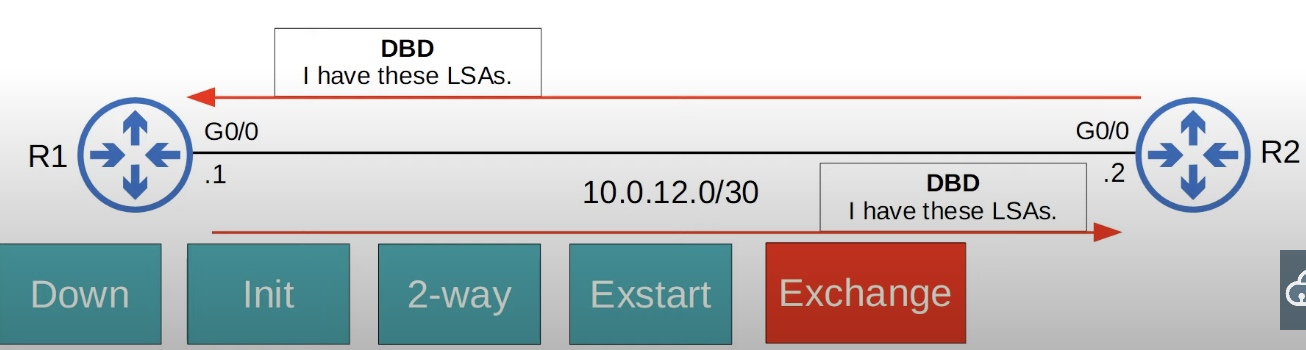 DBD
I have these LSAs.
G0/0
G0/0
R1
R2
.1
.2
10.0.12.0/30
DBD
I have these LSAs.
Down
Init
2-way
Exstart
Exchange